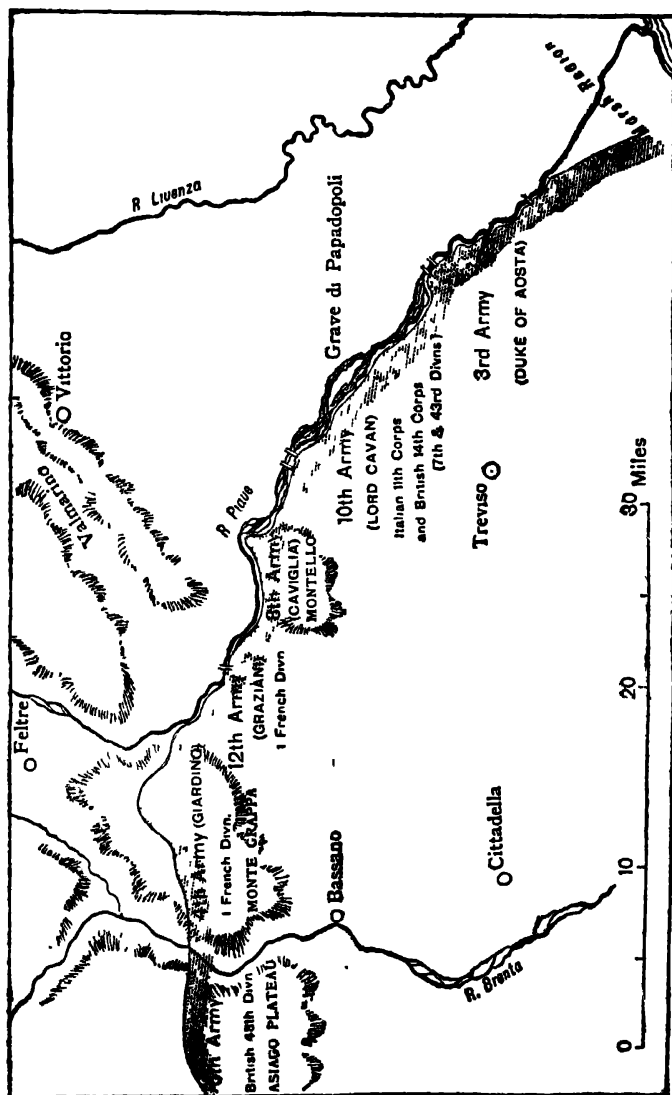 Feltre
Valmarino
Vittorio
R Livenza
Marsh Region
R Piave
Grave di Papadopoli
Army
British 48th Divn
ASIAGO PLATEAU
4th Army (GIARDINO)
1 French Divn,
MONTE GRAPPA
12th Army
(GRAZIANI)
1 French Divn
8th Army
(CAVIGLIA)
MONTELLO
10th Army
(LORD CAVAN)
Italian 11th Corps
and British 14th Corps
(7th & 43rd Divns)
3rd Army
(DUKE OF AOSTA)
Bassano
Cittadella
Treviso
R. Brenta
0 10 20 30 Miles